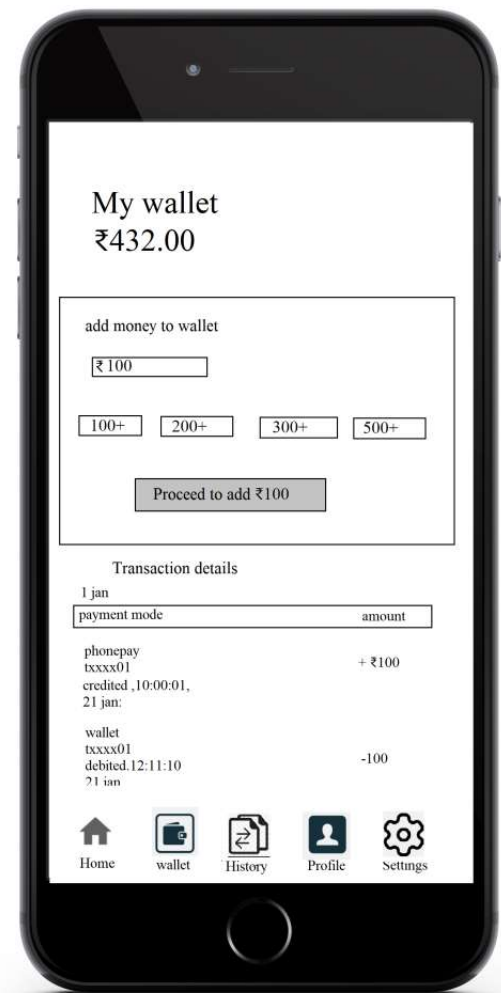 My wallet
₹432.00
add money to wallet
₹ 100
100+ 200+ 300+ 500+
Proceed to add ₹100
Transaction details
1 jan
payment mode amount
phonepay
txxxx01 + ₹100
credited ,10:00:01,
21 jan:
wallet
txxxx01
debited.12:11:10 -100
21 jan
Home wallet History Profile Settings